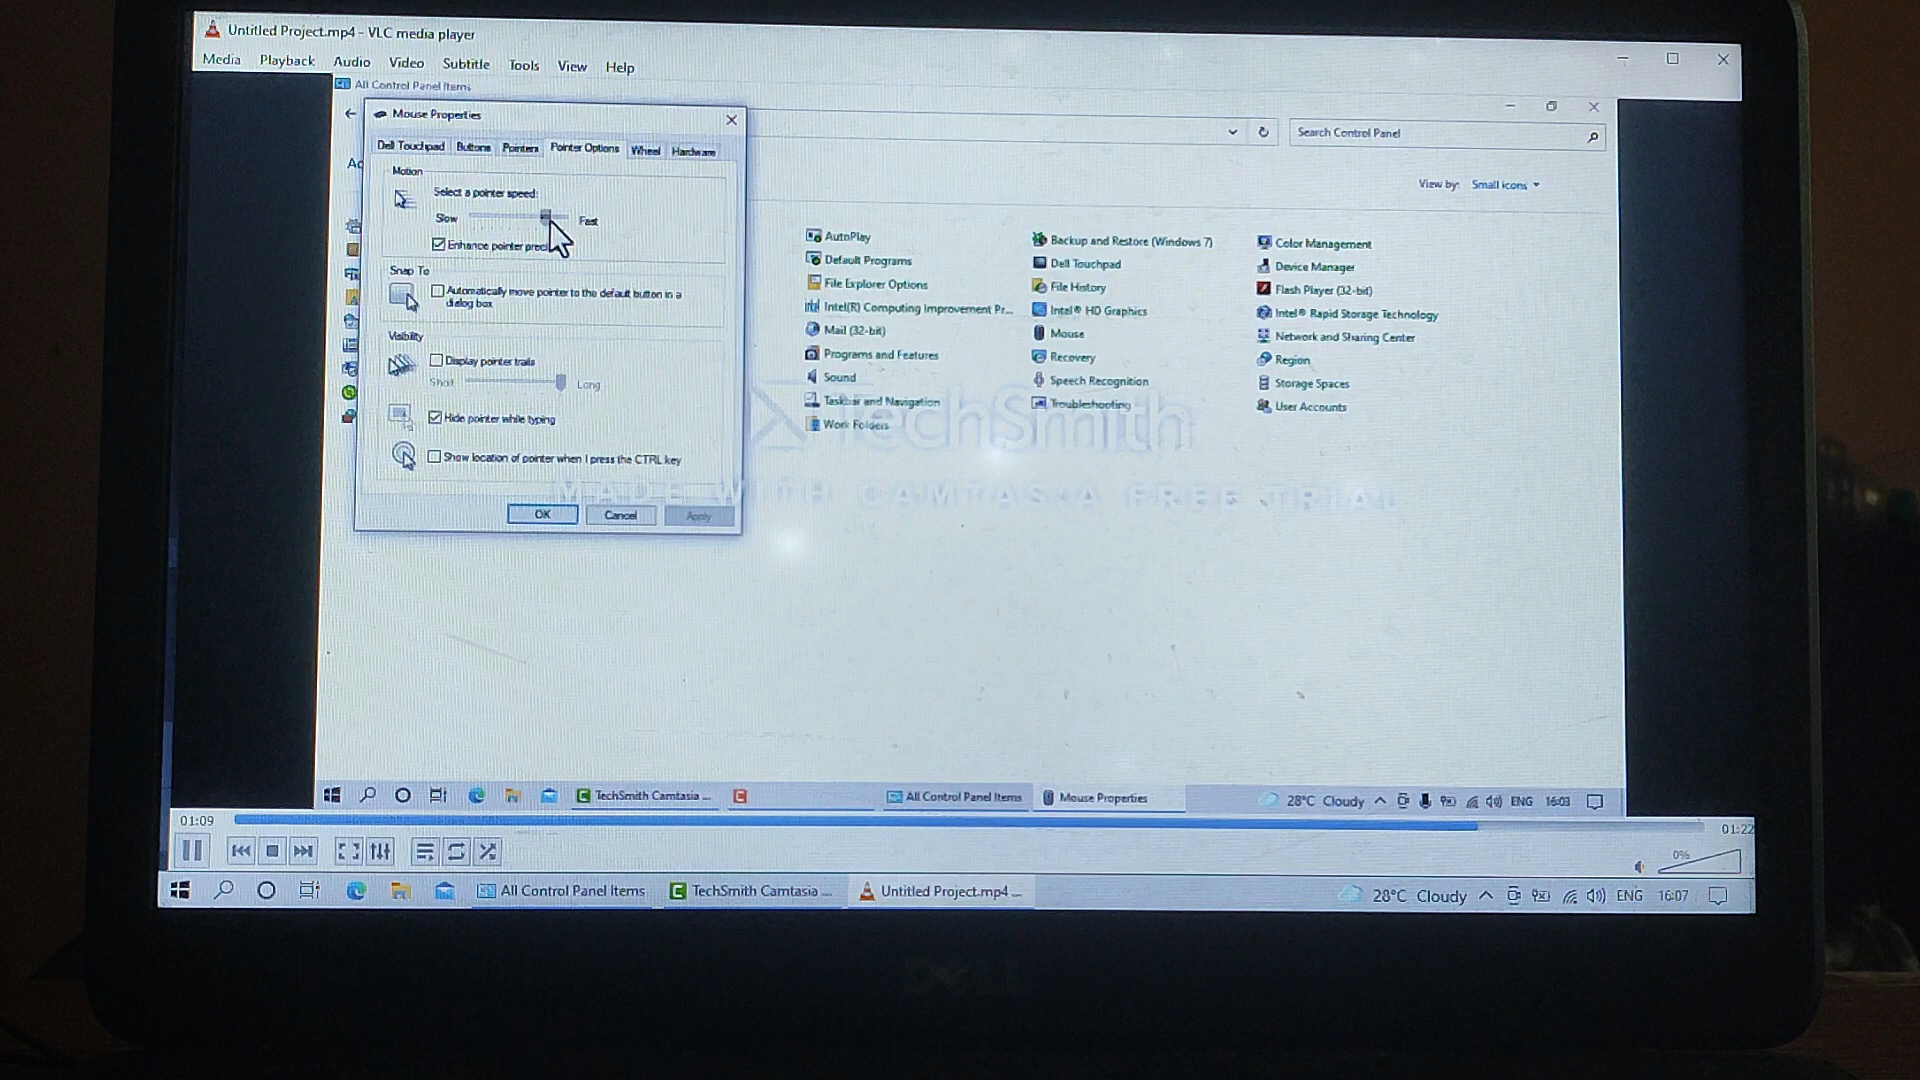 Untitled Project.mp4 - VLC media player
Media Playback Audio Video Subtitle Tools View Help
All Control Panel Items
Mouse Properties
Search Control Panel
Dell Touchpad Buttons Pointers Pointer Options Wheel Hardware
Motion
Select a pointer speed:
Slow Fast
Enhance pointer
Snap To
Automatically move pointer to the default button in a
dialog box
Visibility
Display pointer trails
Short Long
Hide pointer while typing
Show location of pointer when I press the CTRL key
OK Cancel Apply
View by: Small icons
AutoPlay Backup and Restore (Windows 7) Color Management
Default Programs Dell Touchpad Device Manager
File Explorer Options File History Flash Player (32-bit)
Intel(R) Computing Improvement Pr... Intel® HD Graphics Intel® Rapid Storage Technology
Mail (32-bit) Mouse Network and Sharing Center
Programs and Features Recovery Region
Sound Speech Recognition Storage Spaces
Taskbar and Navigation Troubleshooting User Accounts
Work Folders
TechSmith
MADE WITH CAMTASIA FREE TRIAL
TechSmith Camtasia ... All Control Panel Items Mouse Properties 28°C Cloudy ENG 16:03
01:09 01:22
0%
All Control Panel Items TechSmith Camtasia ... Untitled Project.mp4 ... 28°C Cloudy ENG 16:07
DELL